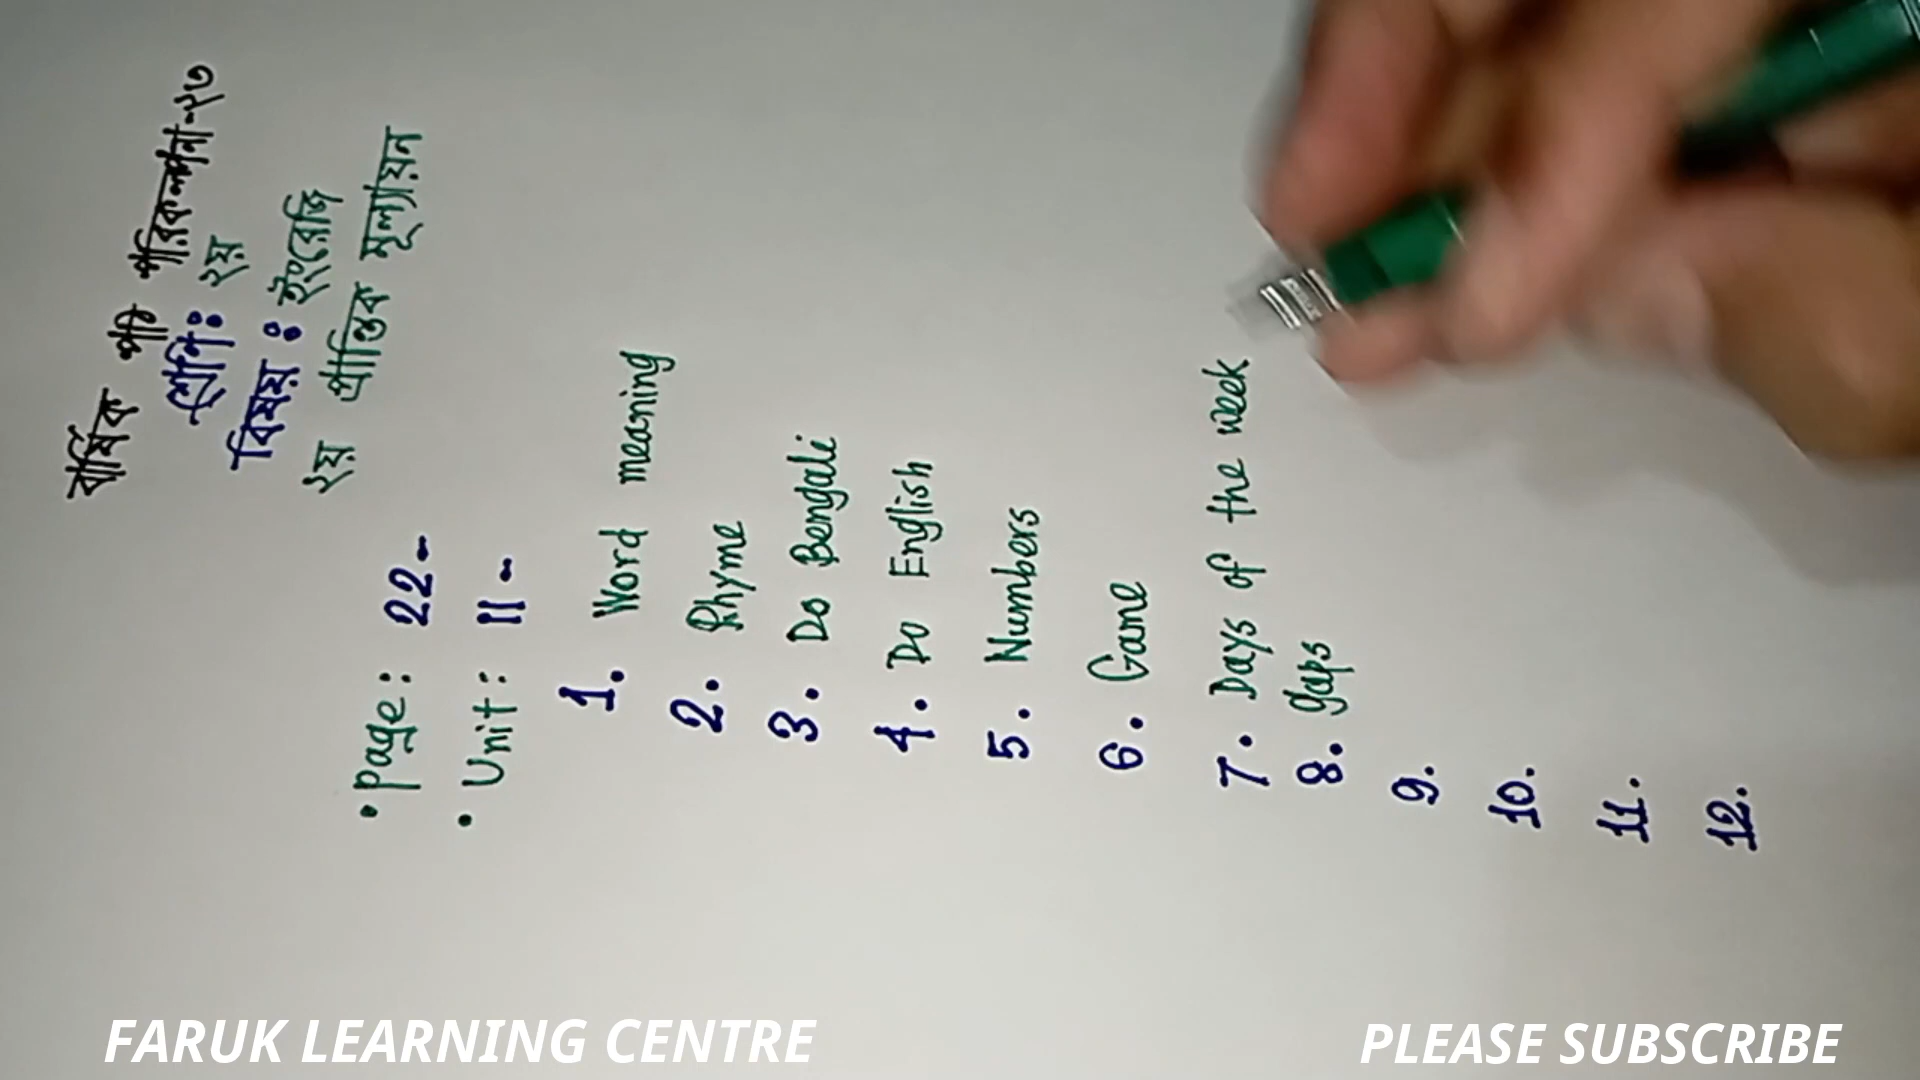 বার্ষিক পাঠ পরিকল্পনা-২৩
শ্রেণি: ২য়
বিষয়: ইংরেজি
২য় প্রান্তিক মূল্যায়ন
• Page: 22-
• Unit: 11-
1. Word meaning
2. Rhyme
3. Do Bengali
4. Do English
5. Numbers
6. Game
7. Days of the week
8. gaps
9.
10.
11.
12.
FARUK LEARNING CENTRE
PLEASE SUBSCRIBE